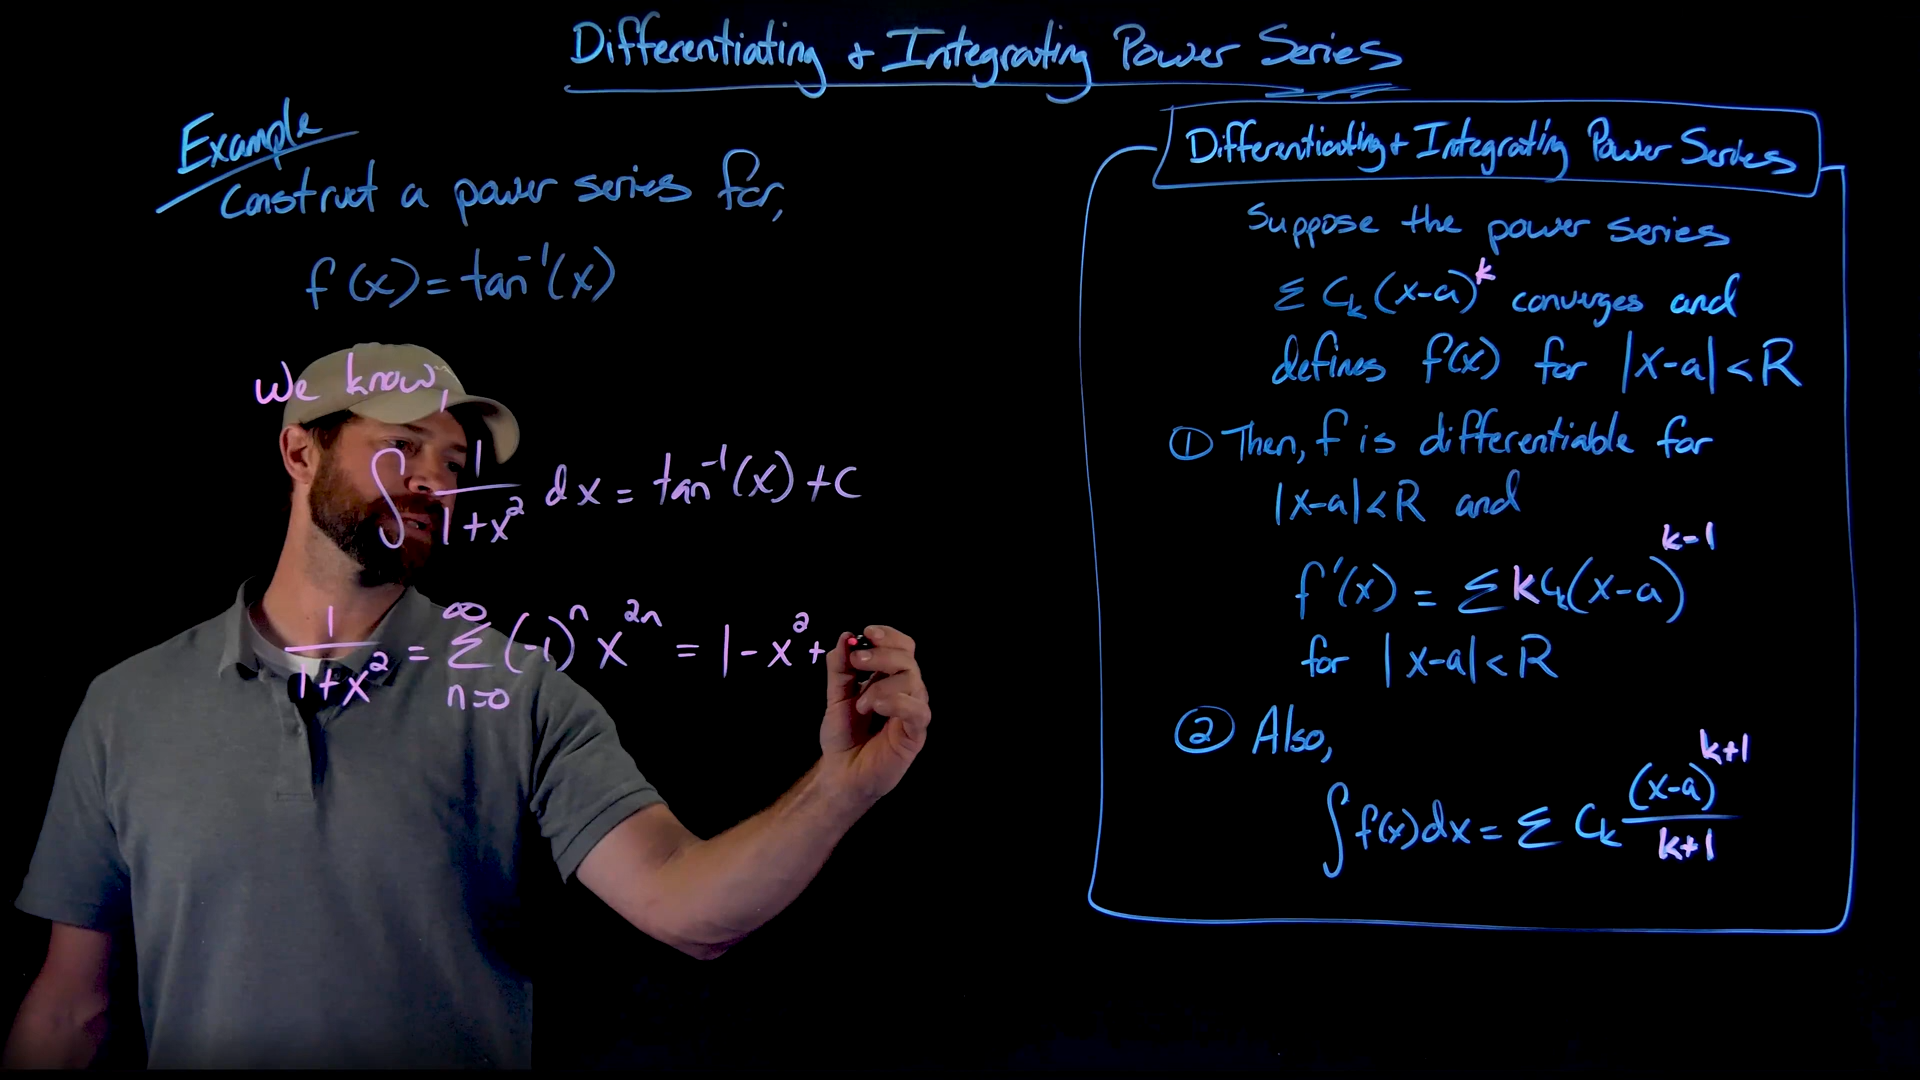 Differentiating + Integrating Power Series
Example
Construct a power series for,
f(x) = tan⁻¹(x)
We know,
∫ 1/(1+x²) dx = tan⁻¹(x) + C
1/(1+x²) = ∑_{n=0}^{∞} (-1)ⁿ x²ⁿ = 1 - x² +
Differentiating + Integrating Power Series
Suppose the power series
Σ Cₖ(x-a)ᵏ converges and
defines f(x) for |x-a| < R
① Then, f is differentiable for
|x-a| < R and
f'(x) = Σ k Cₖ(x-a)ᵏ⁻¹
for |x-a| < R
② Also,
∫ f(x)dx = Σ Cₖ (x-a)ᵏ⁺¹/(k+1)